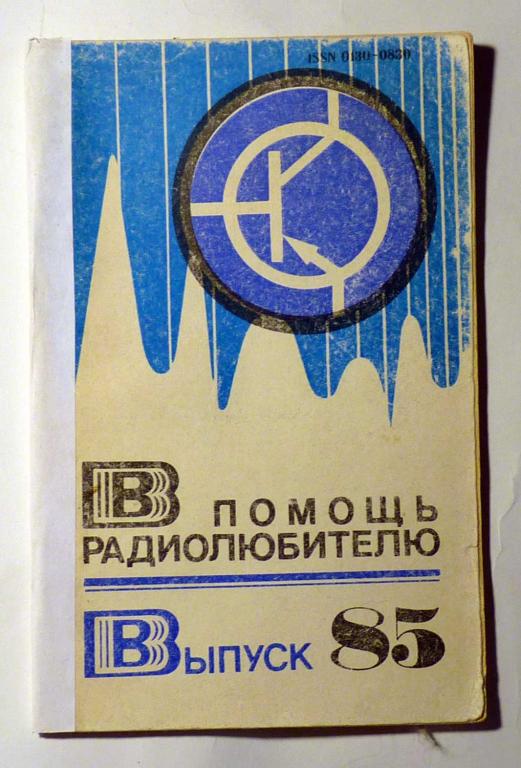 ISSN 0130-0830
В ПОМОЩЬ
РАДИОЛЮБИТЕЛЮ
ВЫПУСК 85